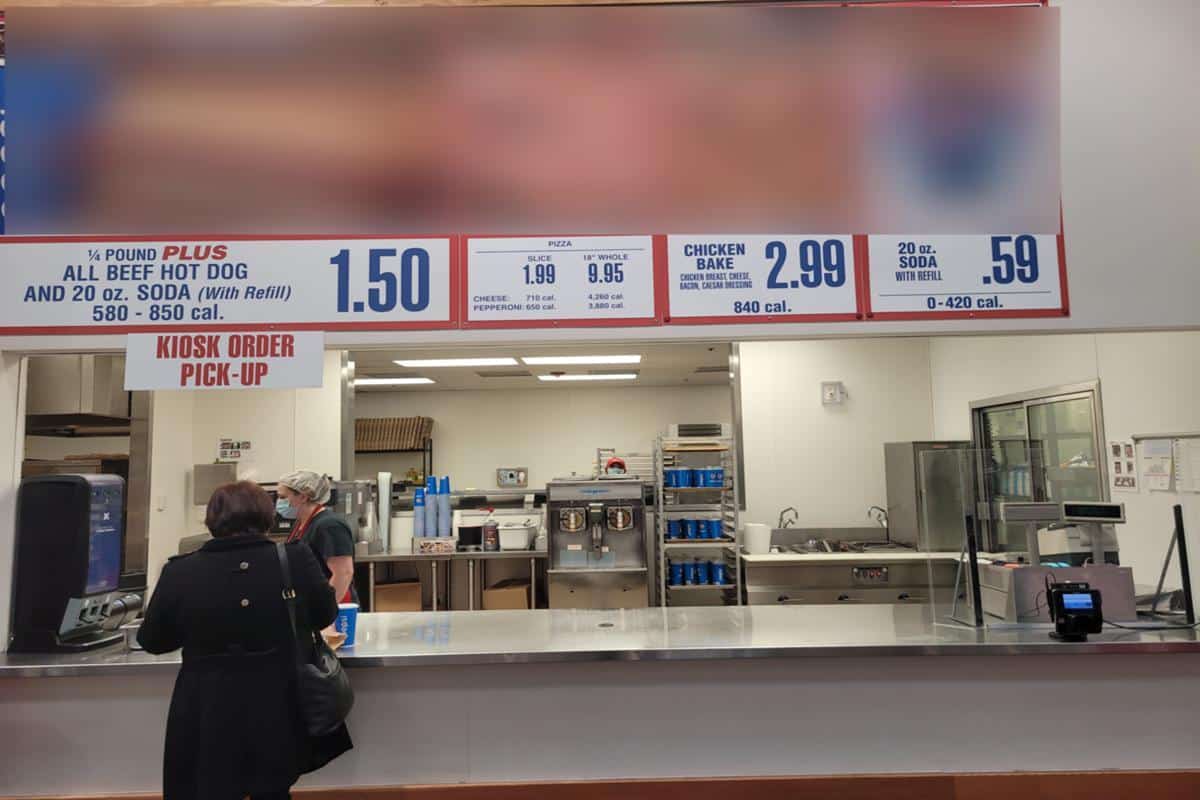 ¼ POUND PLUS
ALL BEEF HOT DOG
AND 20 oz. SODA (With Refill)
580 - 850 cal.
1.50
PIZZA
SLICE 18" WHOLE
1.99 9.95
CHEESE: 710 cal. 4,260 cal.
PEPPERONI: 650 cal. 3,880 cal.
CHICKEN
BAKE
CHICKEN BREAST, CHEESE,
BACON, CAESAR DRESSING
2.99
840 cal.
20 oz.
SODA
WITH REFILL
.59
0-420 cal.
KIOSK ORDER
PICK-UP
pepsi